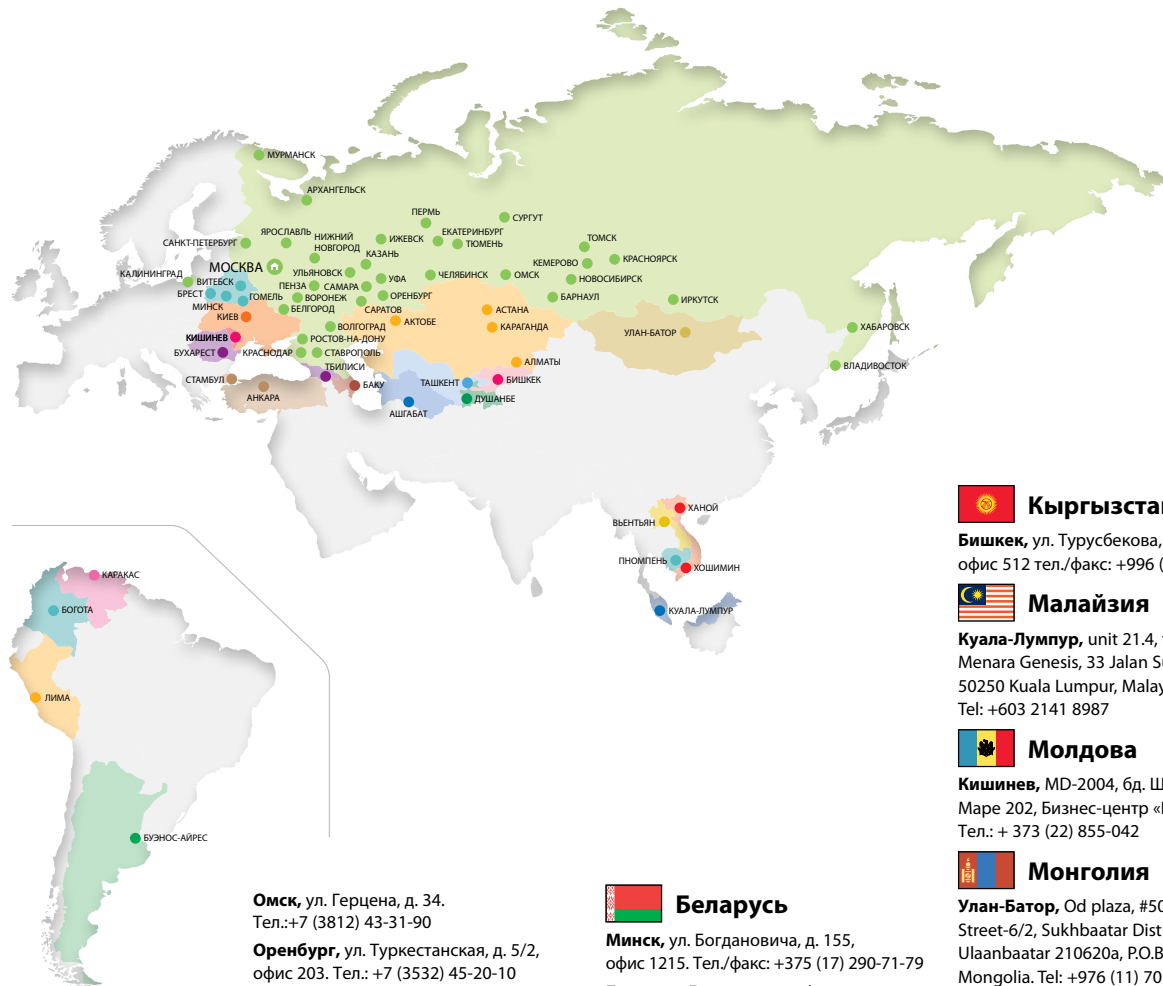 МУРМАНСК
АРХАНГЕЛЬСК
ПЕРМЬ
СУРГУТ
ЯРОСЛАВЛЬ
НИЖНИЙ
НОВГОРОД
ИЖЕВСК
ЕКАТЕРИНБУРГ
ТЮМЕНЬ
ТОМСК
САНКТ-ПЕТЕРБУРГ
КАЗАНЬ
КЕМЕРОВО
КРАСНОЯРСК
МОСКВА
КАЛИНИНГРАД
УЛЬЯНОВСК
УФА
ЧЕЛЯБИНСК
ОМСК
НОВОСИБИРСК
ВИТЕБСК
ПЕНЗА
САМАРА
БРЕСТ
ГОМЕЛЬ
ВОРОНЕЖ
ОРЕНБУРГ
БАРНАУЛ
ИРКУТСК
МИНСК
БЕЛГОРОД
САРАТОВ
АСТАНА
КИЕВ
ВОЛГОГРАД
АКТОБЕ
КАРАГАНДА
УЛАН-БАТОР
ХАБАРОВСК
КИШИНЕВ
РОСТОВ-НА-ДОНУ
БУХАРЕСТ
КРАСНОДАР
СТАВРОПОЛЬ
АЛМАТЫ
ВЛАДИВОСТОК
ТБИЛИСИ
СТАМБУЛ
БАКУ
ТАШКЕНТ
БИШКЕК
АНКАРА
ДУШАНБЕ
АШГАБАТ
ХАНОЙ
ВЬЕНТЬЯН
ПНОМПЕНЬ
ХОШИМИН
КУАЛА-ЛУМПУР
КАРАКАС
БОГОТА
ЛИМА
БУЭНОС-АЙРЕС
Омск, ул. Герцена, д. 34.
Тел.:+7 (3812) 43-31-90
Оренбург, ул. Туркестанская, д. 5/2,
офис 203. Тел.: +7 (3532) 45-20-10
Беларусь
Минск, ул. Богдановича, д. 155,
офис 1215. Тел./факс: +375 (17) 290-71-79
Кыргызстан
Бишкек, ул. Турусбекова,
офис 512 тел./факс: +996 (
Малайзия
Куала-Лумпур, unit 21.4,
Menara Genesis, 33 Jalan Su
50250 Kuala Lumpur, Malay
Tel: +603 2141 8987
Молдова
Кишинев, MD-2004, бд. Ш
Маре 202, Бизнес-центр «
Тел.: + 373 (22) 855-042
Монголия
Улан-Батор, Od plaza, #50
Street-6/2, Sukhbaatar Dist
Ulaanbaatar 210620a, P.O.B
Mongolia. Tel: +976 (11) 70